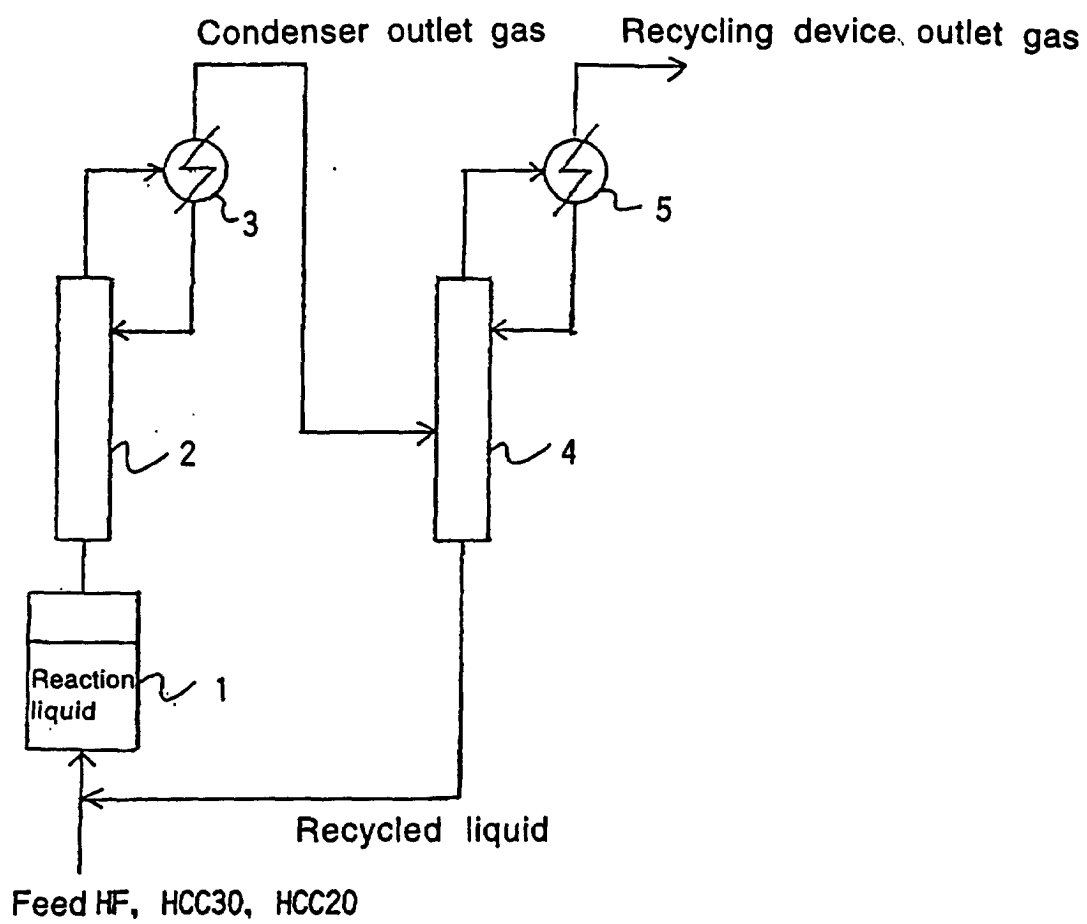 Condenser outlet gas
Recycling device outlet gas
3
5
2
4
Reaction
liquid
1
Recycled liquid
Feed HF, HCC30, HCC20